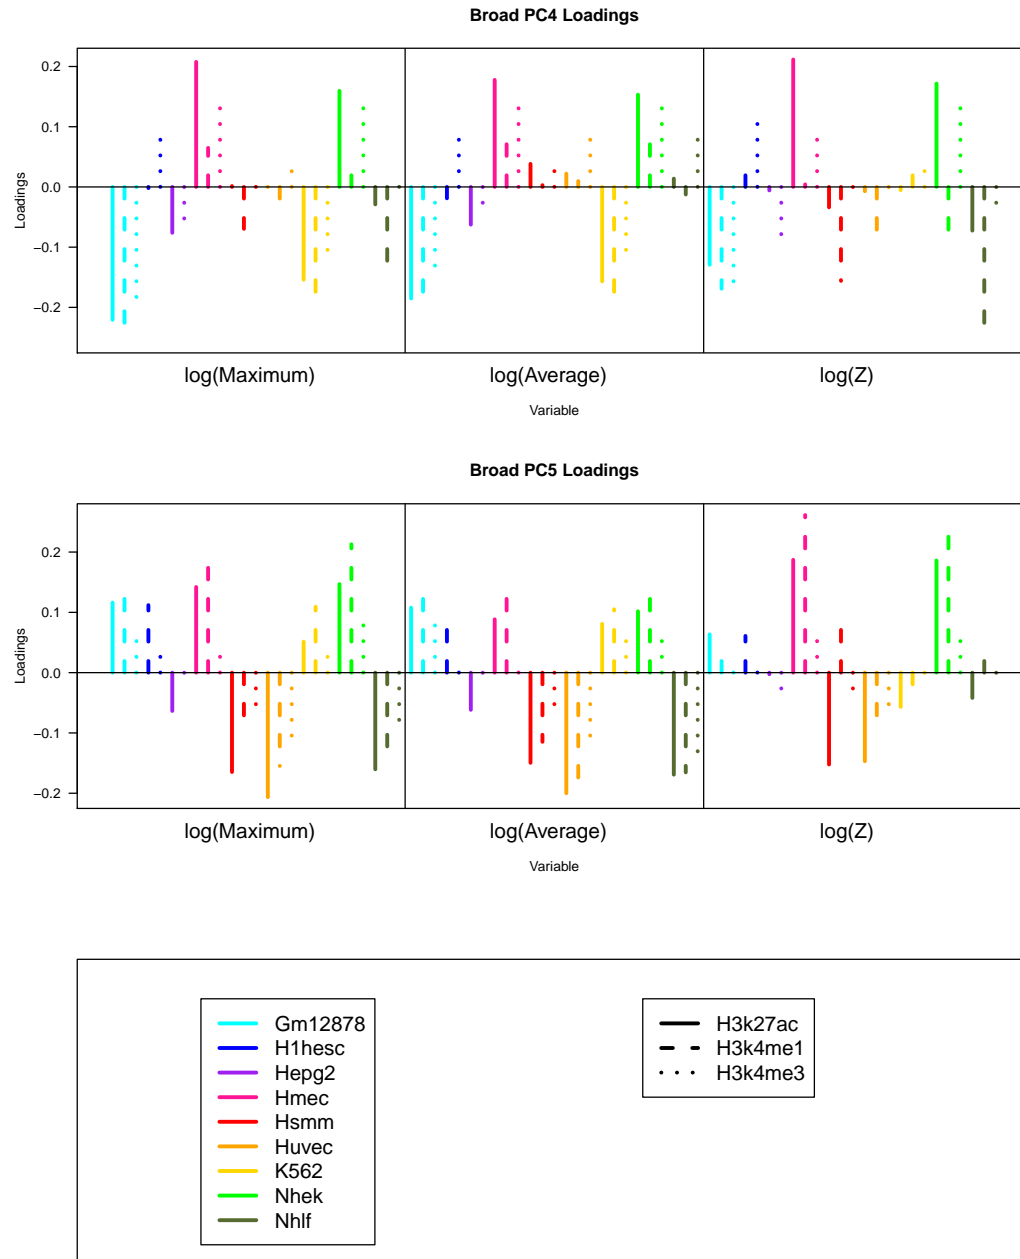 Broad PC4 Loadings
Loadings
0.2
0.1
0.0
−0.1
−0.2
log(Maximum) log(Average) log(Z)
Variable
Broad PC5 Loadings
Loadings
0.2
0.1
0.0
−0.1
−0.2
log(Maximum) log(Average) log(Z)
Variable
Gm12878
H1hesc
Hepg2
Hmec
Hsmm
Huvec
K562
Nhek
Nhlf
H3k27ac
H3k4me1
H3k4me3